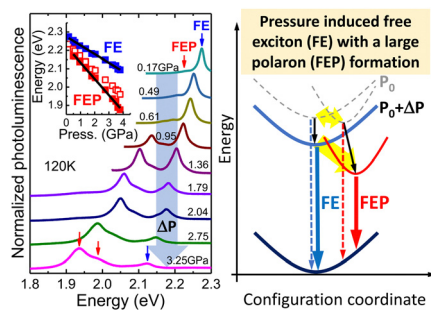 Normalized photoluminescence
Energy (eV)
1.8 1.9 2.0 2.1 2.2 2.3
Energy (eV)
2.3
2.2
2.1
2.0
1.9
1.8
0 1 2 3 4
Press. (GPa)
FE
FEP
FEP
FE
0.17GPa
0.49
0.61
0.95
1.36
1.79
2.04
2.75
3.25GPa
120K
ΔP
Pressure induced free
exciton (FE) with a large
polaron (FEP) formation
P0
P0+ΔP
Energy
FE
FEP
Configuration coordinate